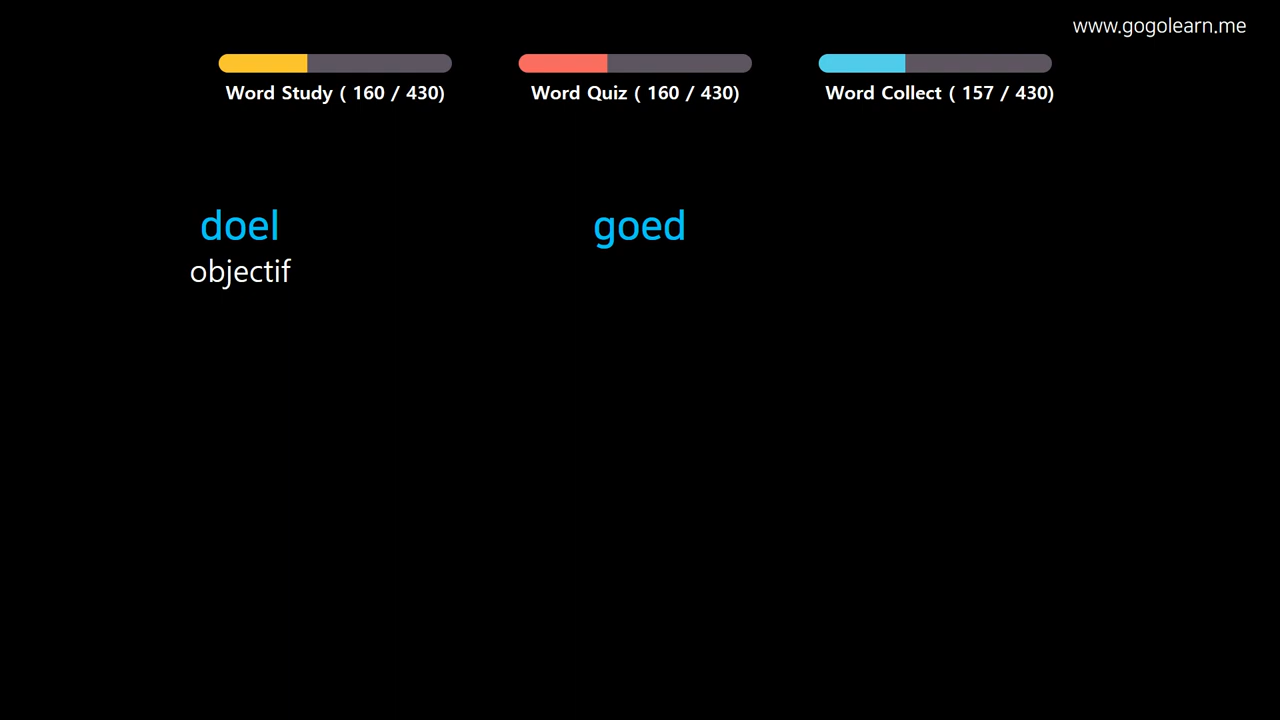 www.gogolearn.me
Word Study ( 160 / 430)
Word Quiz ( 160 / 430)
Word Collect ( 157 / 430)
doel
objectif
goed